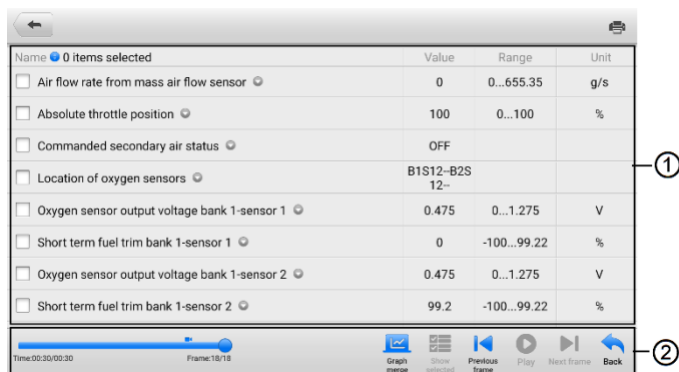 Name 0 items selected Value Range Unit
Air flow rate from mass air flow sensor 0 0...655.35 g/s
Absolute throttle position 100 0...100 %
Commanded secondary air status OFF
Location of oxygen sensors B1S12--B2S
12--
Oxygen sensor output voltage bank 1-sensor 1 0.475 0...1.275 V
Short term fuel trim bank 1-sensor 1 0 -100...99.22 %
Oxygen sensor output voltage bank 1-sensor 2 0.475 0...1.275 V
Short term fuel trim bank 1-sensor 2 99.2 -100...99.22 %
①
Time:00:30/00:30 Frame:18/18
Graph
merge
Show
selected
Previous
frame
Play
Next frame
Back
②